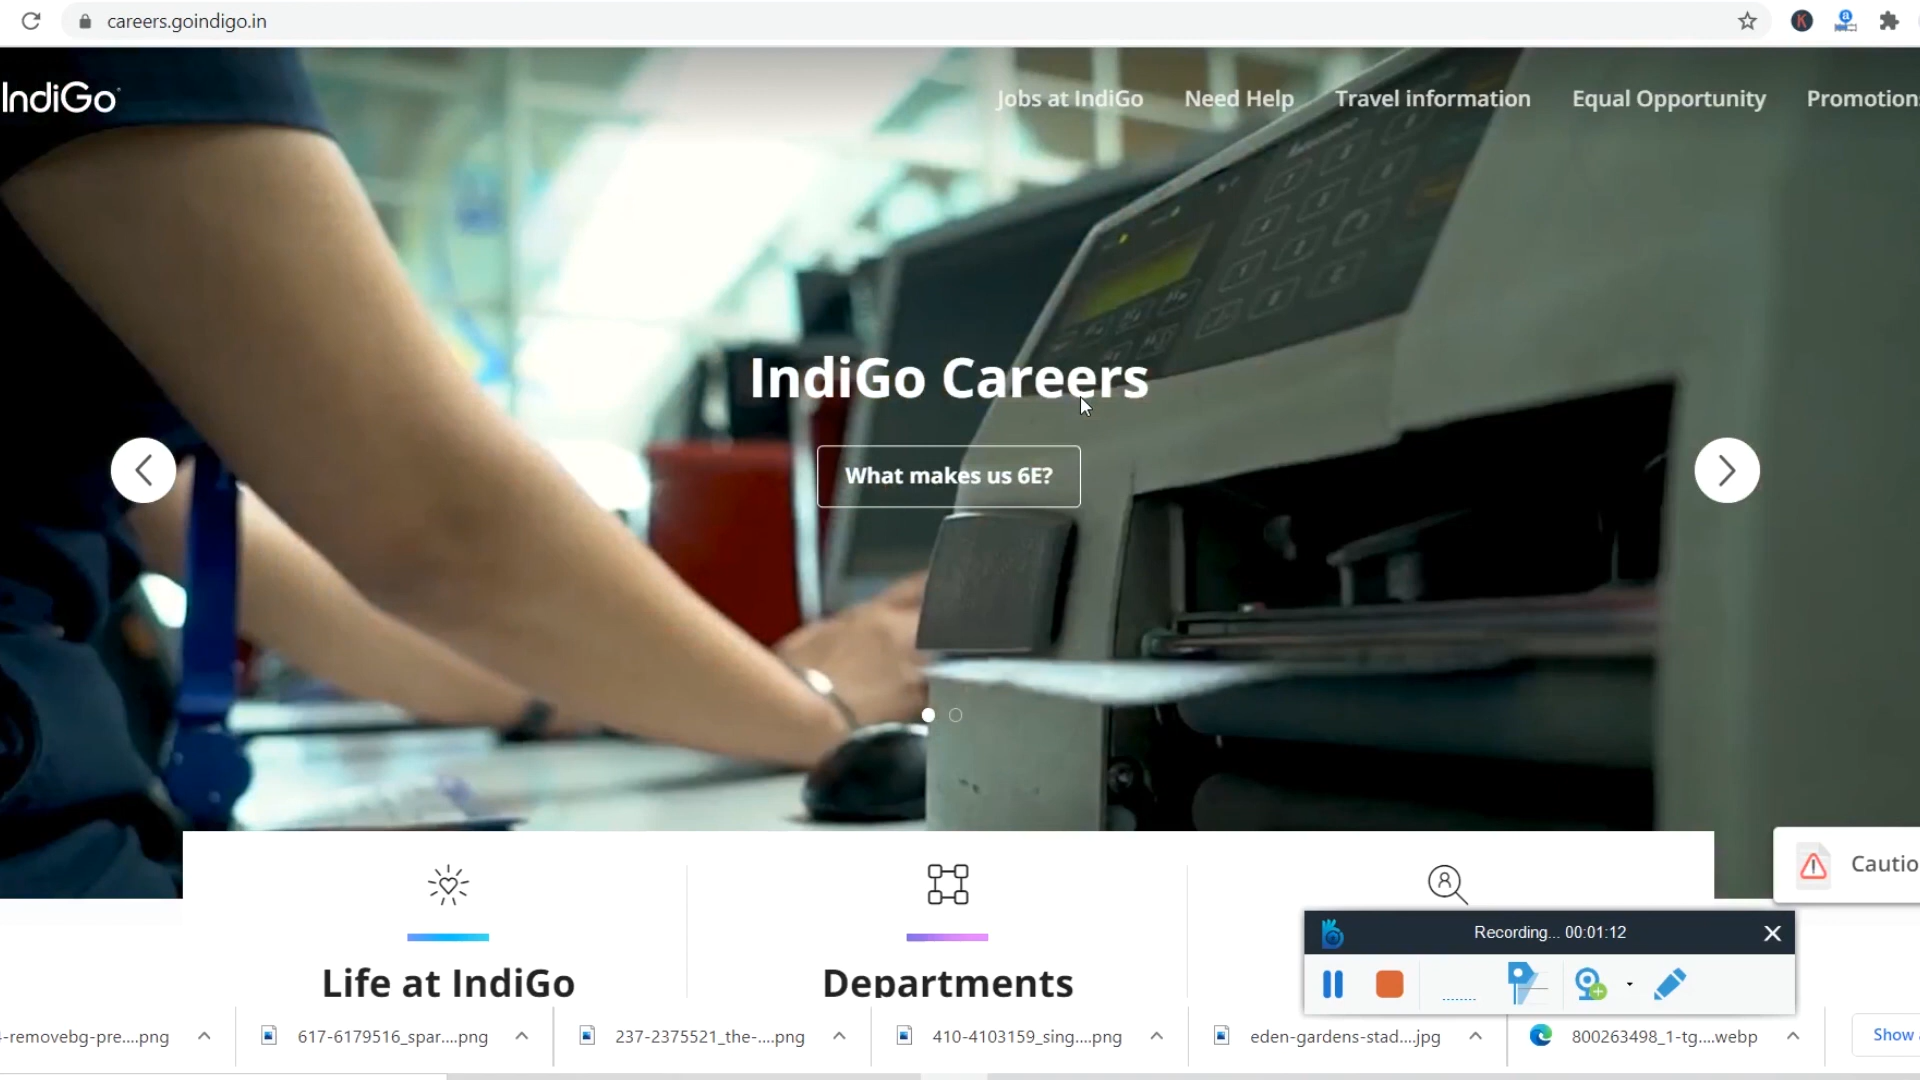 careers.goindigo.in
IndiGo
Jobs at IndiGo
Need Help
Travel information
Equal Opportunity
Promotions
IndiGo Careers
What makes us 6E?
Cautio
Recording... 00:01:12
Life at IndiGo
Departments
-removebg-pre....png
617-6179516_spar....png
237-2375521_the-....png
410-4103159_sing....png
eden-gardens-stad....jpg
800263498_1-tg....webp
Show